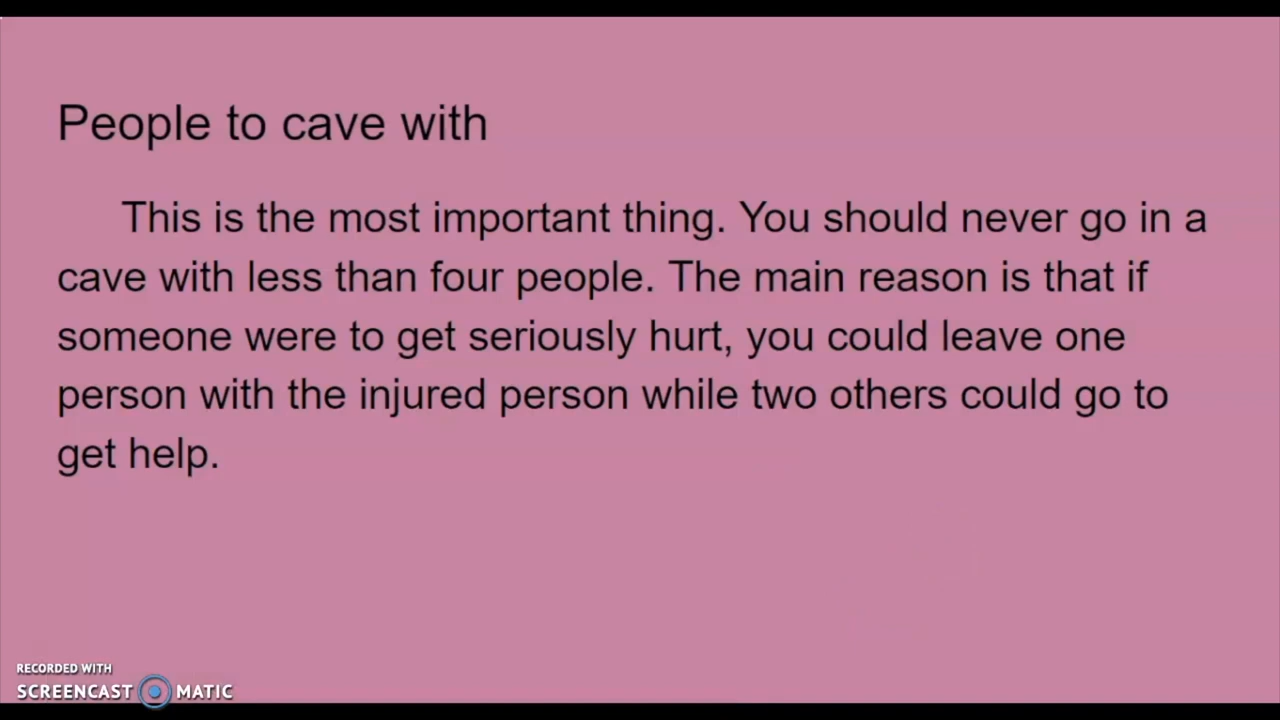 People to cave with
This is the most important thing. You should never go in a
cave with less than four people. The main reason is that if
someone were to get seriously hurt, you could leave one
person with the injured person while two others could go to
get help.
RECORDED WITH
SCREENCAST MATIC